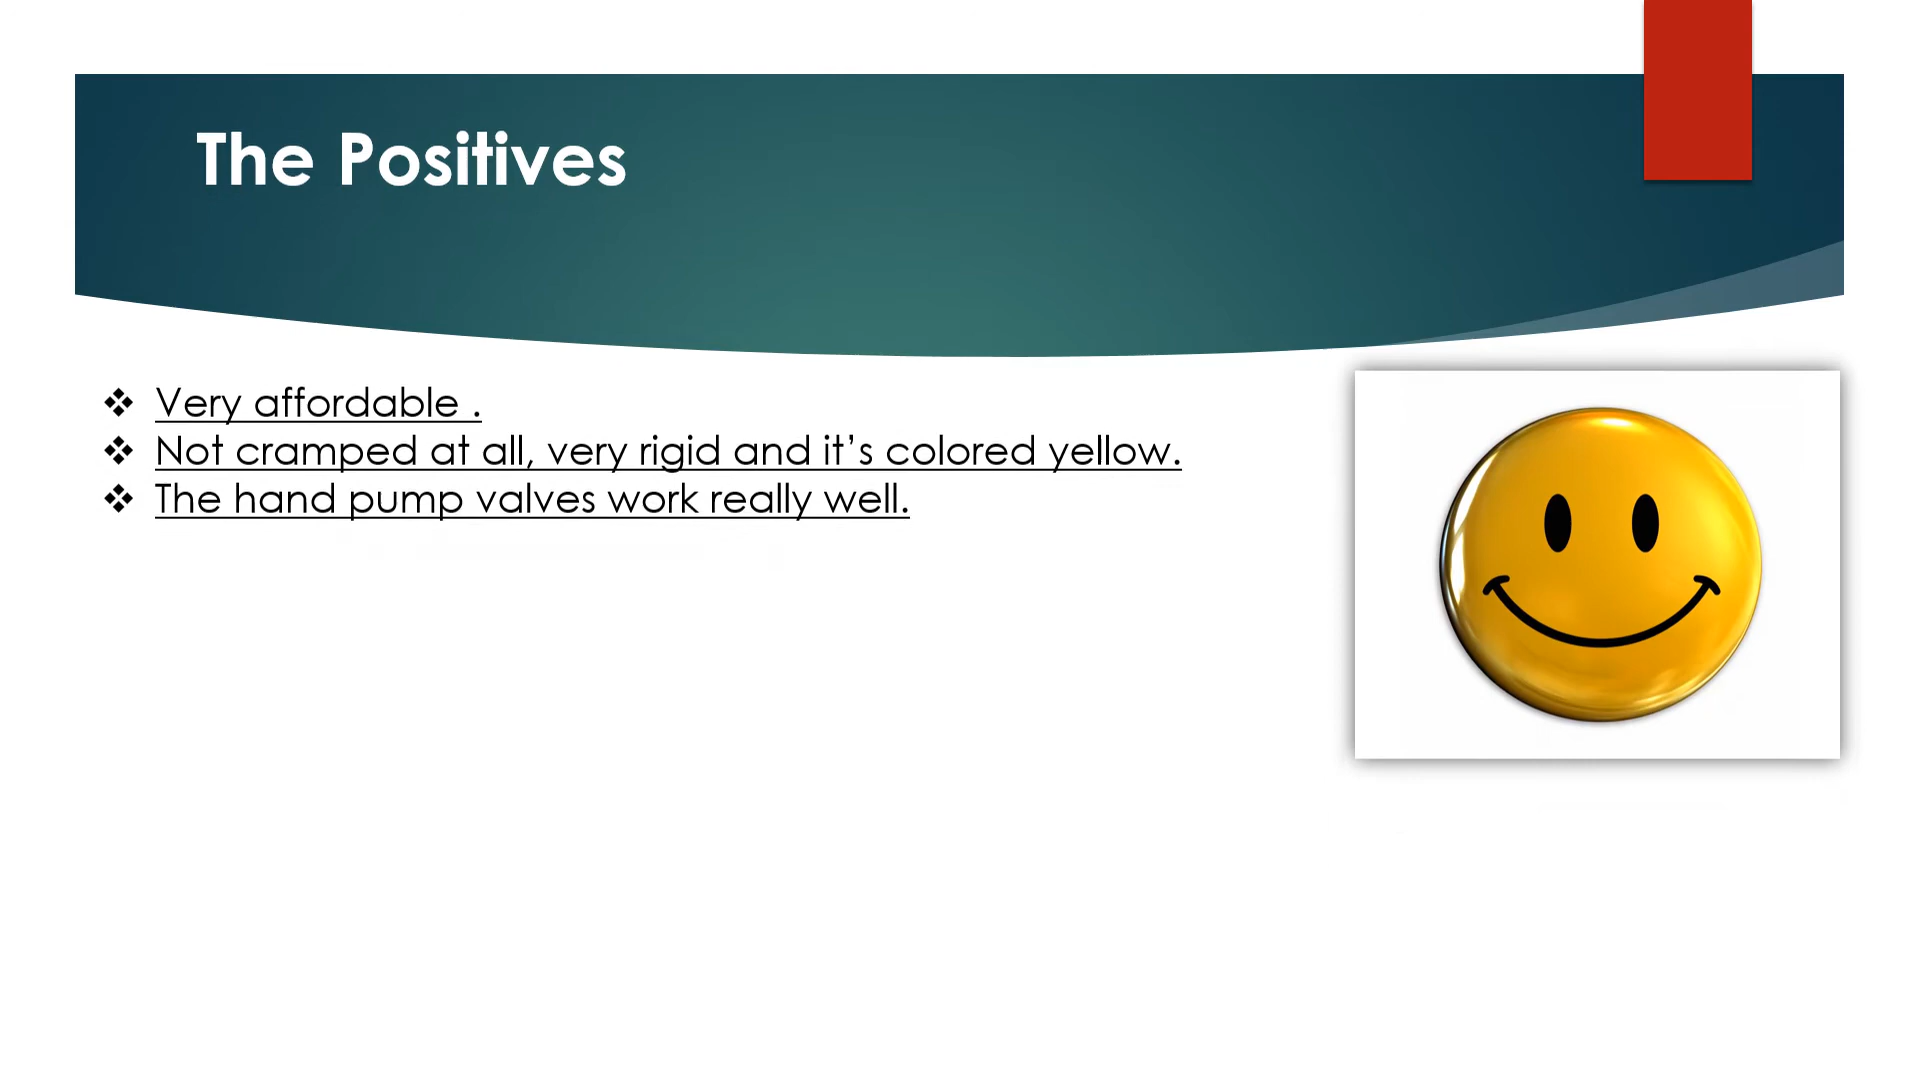 The Positives
Very affordable .
Not cramped at all, very rigid and it’s colored yellow.
The hand pump valves work really well.